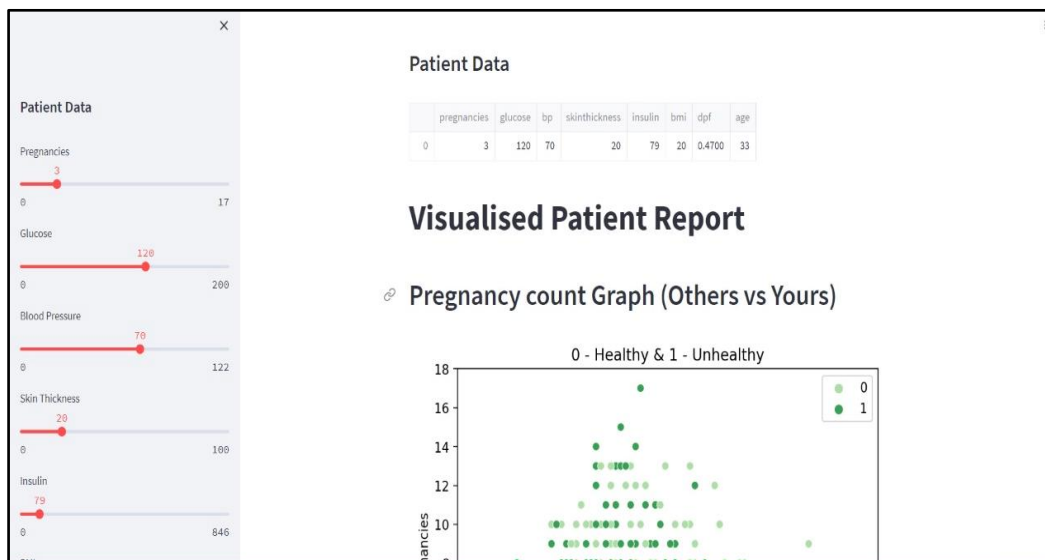 X
Patient Data
Pregnancies
3
0 17
Glucose
120
0 200
Blood Pressure
70
0 122
Skin Thickness
20
0 100
Insulin
79
0 846
Patient Data
pregnancies glucose bp skinthickness insulin bmi dpf age
0 3 120 70 20 79 20 0.4700 33
Visualised Patient Report
Pregnancy count Graph (Others vs Yours)
0 - Healthy & 1 - Unhealthy
0
1
18
16
14
12
10